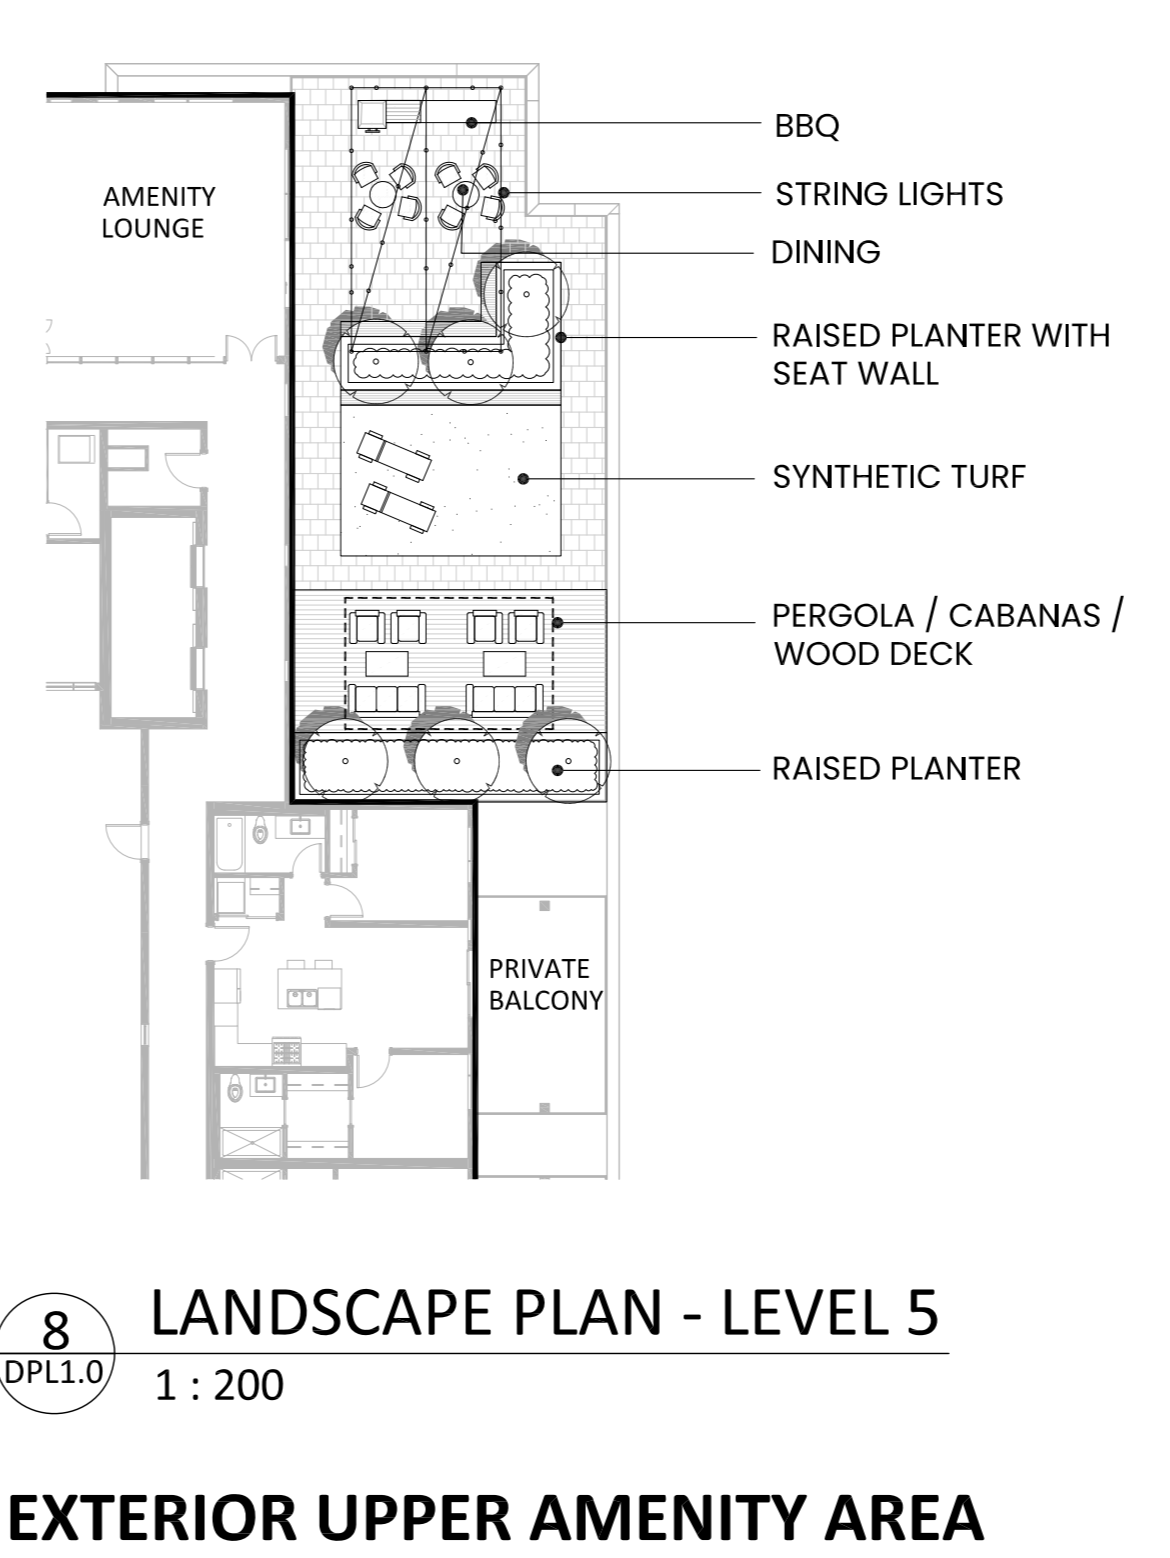 BBQ
AMENITY
LOUNGE
STRING LIGHTS
DINING
RAISED PLANTER WITH
SEAT WALL
SYNTHETIC TURF
PERGOLA / CABANAS /
WOOD DECK
RAISED PLANTER
PRIVATE
BALCONY
8
DPL1.0
LANDSCAPE PLAN - LEVEL 5
1 : 200
EXTERIOR UPPER AMENITY AREA